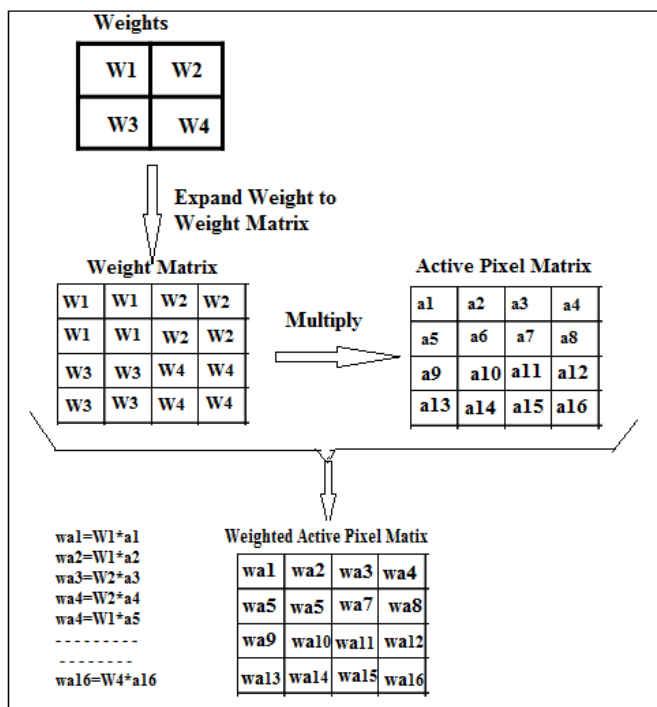 Weights
W1 W2
W3 W4
Expand Weight to
Weight Matrix
Weight Matrix
W1 W1 W2 W2
W1 W1 W2 W2
W3 W3 W4 W4
W3 W3 W4 W4
Multiply
Active Pixel Matrix
a1 a2 a3 a4
a5 a6 a7 a8
a9 a10 a11 a12
a13 a14 a15 a16
wa1=W1*a1
wa2=W1*a2
wa3=W2*a3
wa4=W2*a4
wa4=W1*a5
- - - - - - - - -
- - - - - - - -
wa16=W4*a16
Weighted Active Pixel Matix
wa1 wa2 wa3 wa4
wa5 wa5 wa7 wa8
wa9 wa10 wa11 wa12
wa13 wa14 wa15 wa16